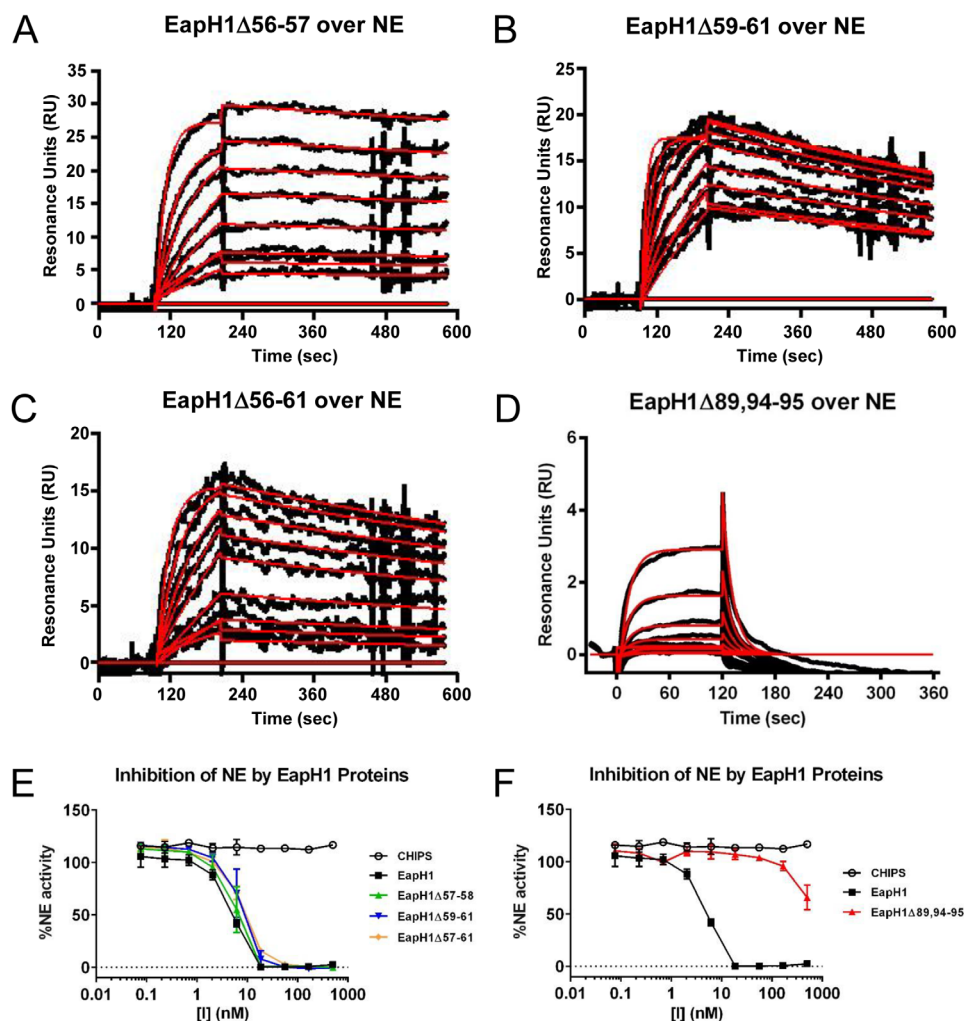 A
EapH1Δ56-57 over NE
Resonance Units (RU)
35
30
25
20
15
10
5
0
0 120 240 360 480 600
Time (sec)
B
EapH1Δ59-61 over NE
Resonance Units (RU)
25
20
15
10
5
0
0 120 240 360 480 600
Time (sec)
C
EapH1Δ56-61 over NE
Resonance Units (RU)
20
15
10
5
0
0 120 240 360 480 600
Time (sec)
D
EapH1Δ89,94-95 over NE
Resonance Units (RU)
6
4
2
0
0 60 120 180 240 300 360
Time (sec)
E
Inhibition of NE by EapH1 Proteins
%NE activity
150
100
50
0
0.01 0.1 1 10 100 1000
[I] (nM)
CHIPS
EapH1
EapH1Δ57-58
EapH1Δ59-61
EapH1Δ57-61
F
Inhibition of NE by EapH1 Proteins
%NE activity
150
100
50
0
0.01 0.1 1 10 100 1000
[I] (nM)
CHIPS
EapH1
EapH1Δ89,94-95